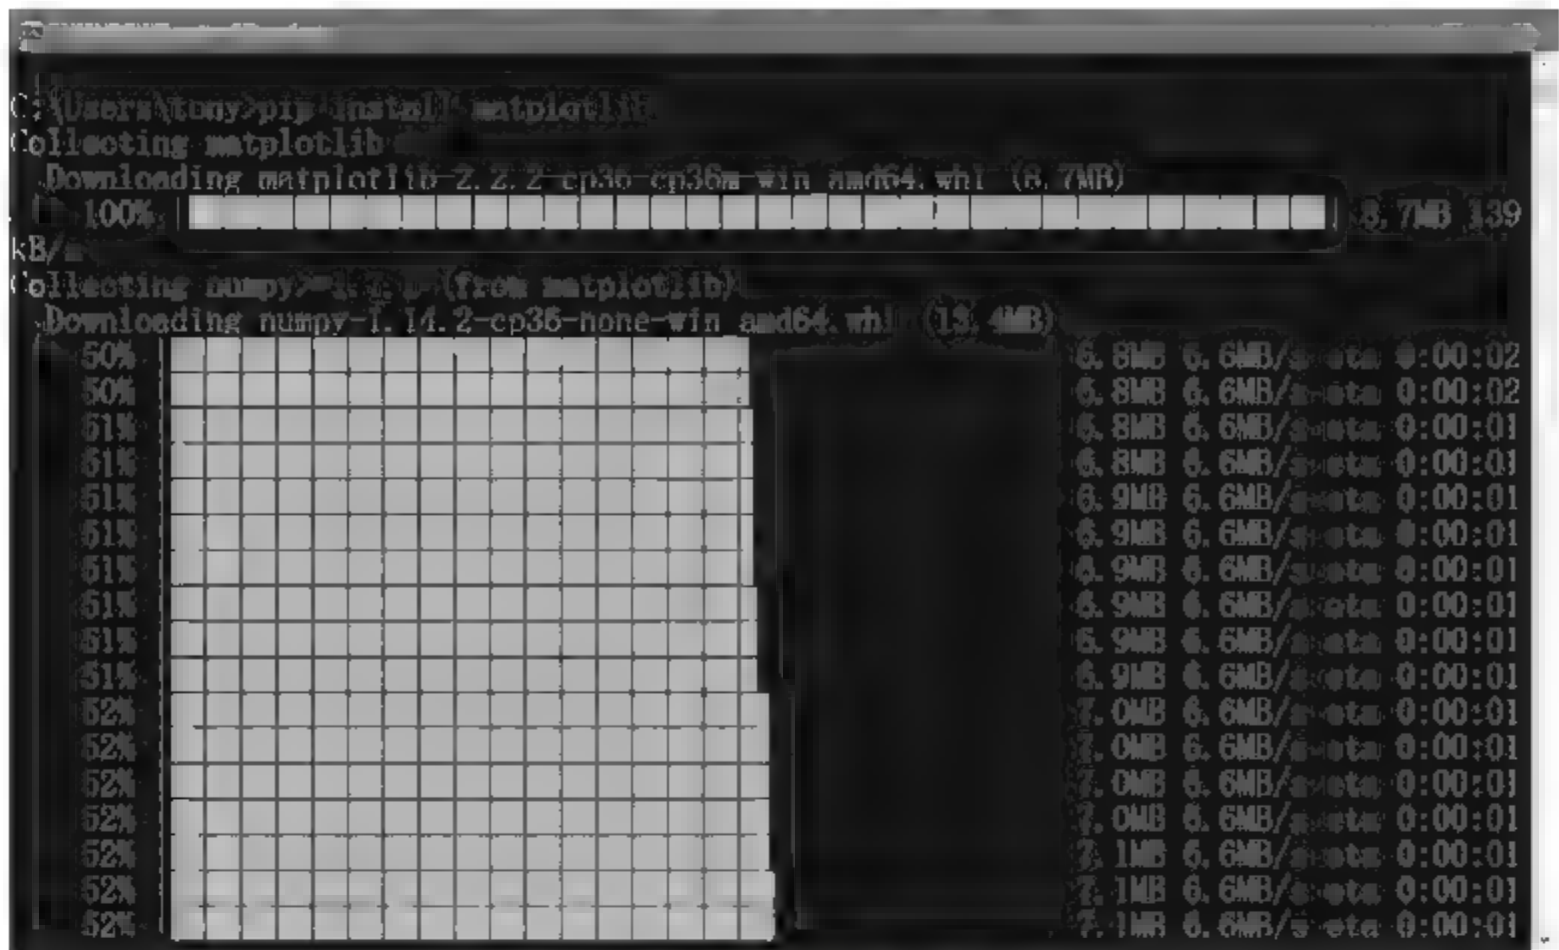 C:\Users\tony>pip install matplotlib
Collecting matplotlib
Downloading matplotlib-2.2.2-cp36-cp36m-win_amd64.whl (8.7MB)
100% 8.7MB 139
kB/s
Collecting numpy (from matplotlib)
Downloading numpy-1.14.2-cp36-none-win_amd64.whl (13.4MB)
50% 6.8MB 6.6MB/s eta 0:00:02
50% 6.8MB 6.6MB/s eta 0:00:02
51% 6.8MB 6.6MB/s eta 0:00:01
51% 6.8MB 6.6MB/s eta 0:00:01
51% 6.9MB 6.6MB/s eta 0:00:01
51% 6.9MB 6.6MB/s eta 0:00:01
51% 6.9MB 6.6MB/s eta 0:00:01
51% 6.9MB 6.6MB/s eta 0:00:01
51% 6.9MB 6.6MB/s eta 0:00:01
51% 6.9MB 6.6MB/s eta 0:00:01
52% 7.0MB 6.6MB/s eta 0:00:01
52% 7.0MB 6.6MB/s eta 0:00:01
52% 7.0MB 6.6MB/s eta 0:00:01
52% 7.0MB 6.6MB/s eta 0:00:01
52% 7.1MB 6.6MB/s eta 0:00:01
52% 7.1MB 6.6MB/s eta 0:00:01
52% 7.1MB 6.6MB/s eta 0:00:01